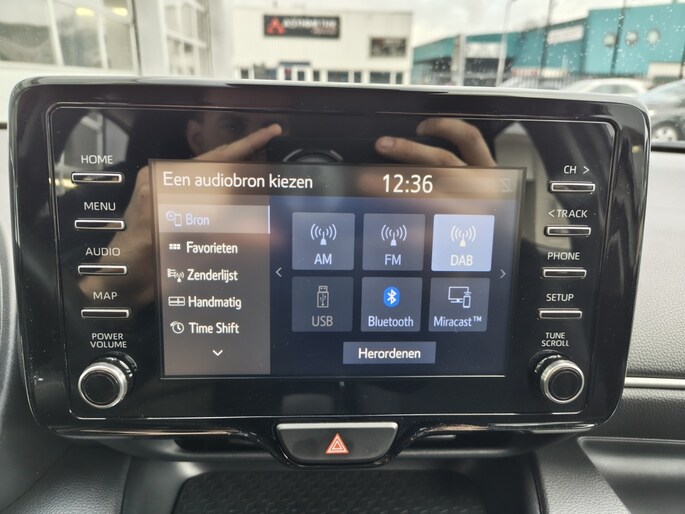 HOME
MENU
AUDIO
MAP
POWER
VOLUME
Een audiobron kiezen
12:36
Bron
Favorieten
Zenderlijst
Handmatig
Time Shift
AM
FM
DAB
USB
Bluetooth
Miracast™
Herordenen
CH >
< TRACK
PHONE
SETUP
TUNE
SCROLL